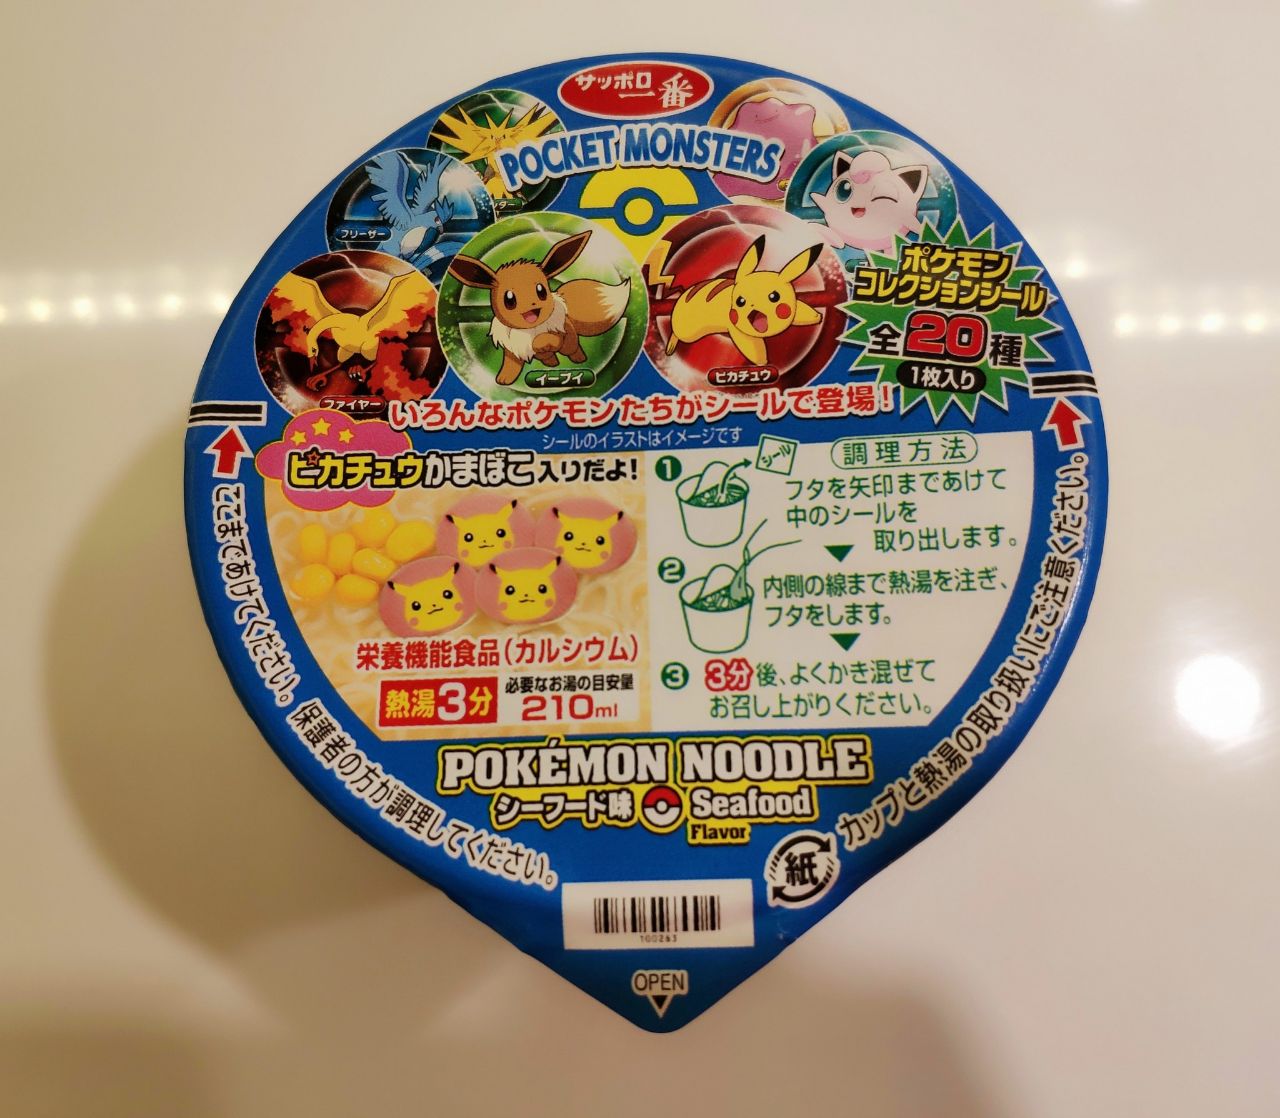 サッポロ
一番
POCKET MONSTERS
フリーザー
ファイヤー
イーブイ
ピカチュウ
ポケモン
コレクションシール
全20種
1枚入り
いろんなポケモンたちがシールで登場!
シールのイラストはイメージです
ピカチュウかまぼこ入りだよ!
栄養機能食品(カルシウム)
熱湯3分
必要なお湯の目安量
210ml
調理方法
1
シール
フタを矢印まであけて
中のシールを
取り出します。
2
内側の線まで熱湯を注ぎ、
フタをします。
3
3分後、よくかき混ぜて
お召し上がりください。
ここまであけてください。保護者の方が調理してください。
カップと熱湯の取り扱いにご注意ください。
POKÉMON NOODLE
シーフード味 Seafood
Flavor
紙
100263
OPEN